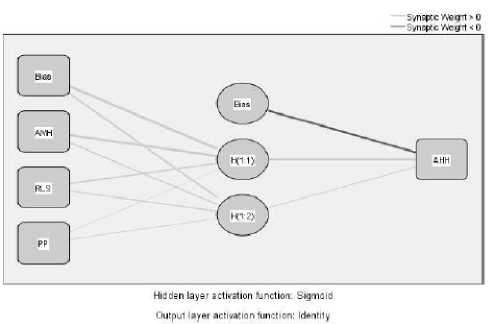 Synaptic Weight > 0
Synaptic Weight < 0
Bias
AMH
RLS
PP
Bias
H(1:1)
H(1:2)
AHH
Hidden layer activation function: Sigmoid
Output layer activation function: Identity